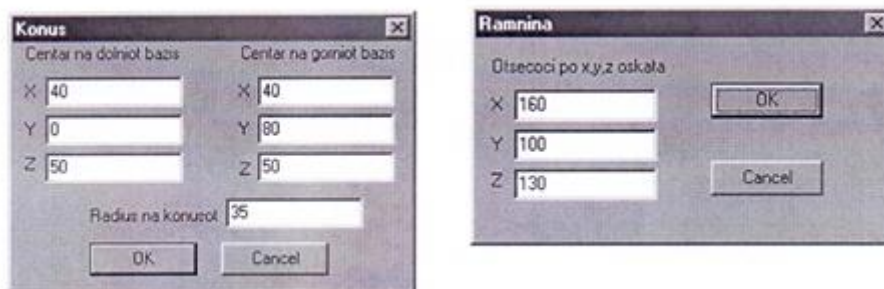 Konus
Centar na dolniot bazis
Centar na gorniot bazis
X 40
X 40
Y 0
Y 80
Z 50
Z 50
Radius na konusot 35
OK
Cancel
Ramnina
Otsecoci po x,y,z oskata
X 160
Y 100
Z 130
OK
Cancel